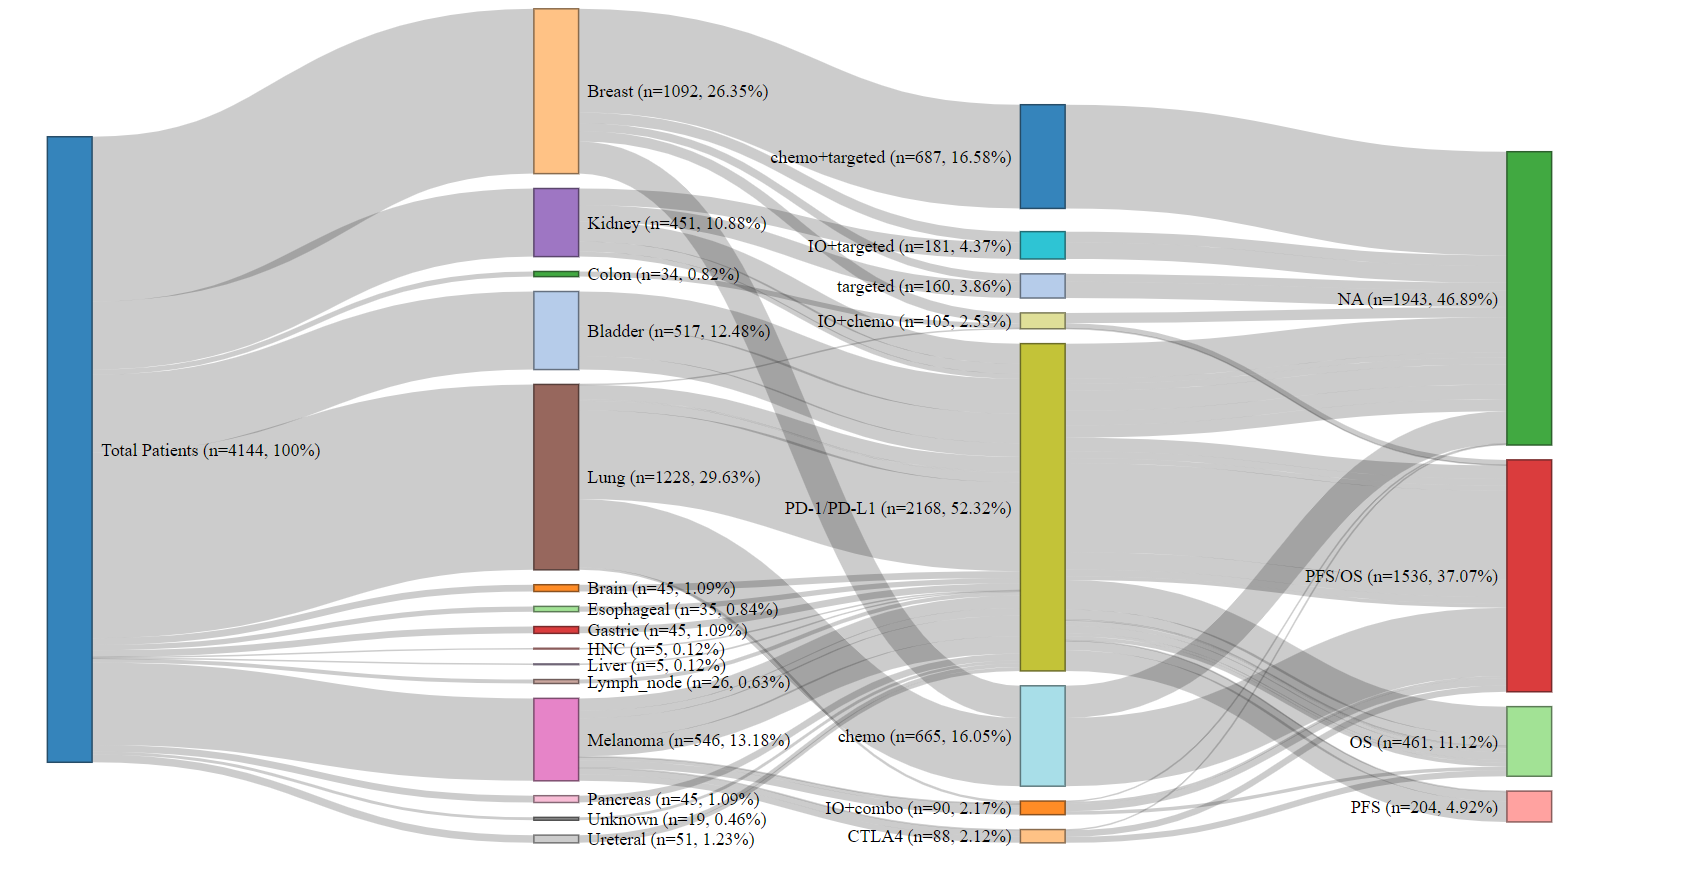 Total Patients (n=4144, 100%)
Breast (n=1092, 26.35%)
Kidney (n=451, 10.88%)
Colon (n=34, 0.82%)
Bladder (n=517, 12.48%)
Lung (n=1228, 29.63%)
Brain (n=45, 1.09%)
Esophageal (n=35, 0.84%)
Gastric (n=45, 1.09%)
HNC (n=5, 0.12%)
Liver (n=5, 0.12%)
Lymph_node (n=26, 0.63%)
Melanoma (n=546, 13.18%)
Pancreas (n=45, 1.09%)
Unknown (n=19, 0.46%)
Ureteral (n=51, 1.23%)
chemo+targeted (n=687, 16.58%)
IO+targeted (n=181, 4.37%)
targeted (n=160, 3.86%)
IO+chemo (n=105, 2.53%)
PD-1/PD-L1 (n=2168, 52.32%)
chemo (n=665, 16.05%)
IO+combo (n=90, 2.17%)
CTLA4 (n=88, 2.12%)
NA (n=1943, 46.89%)
PFS/OS (n=1536, 37.07%)
OS (n=461, 11.12%)
PFS (n=204, 4.92%)